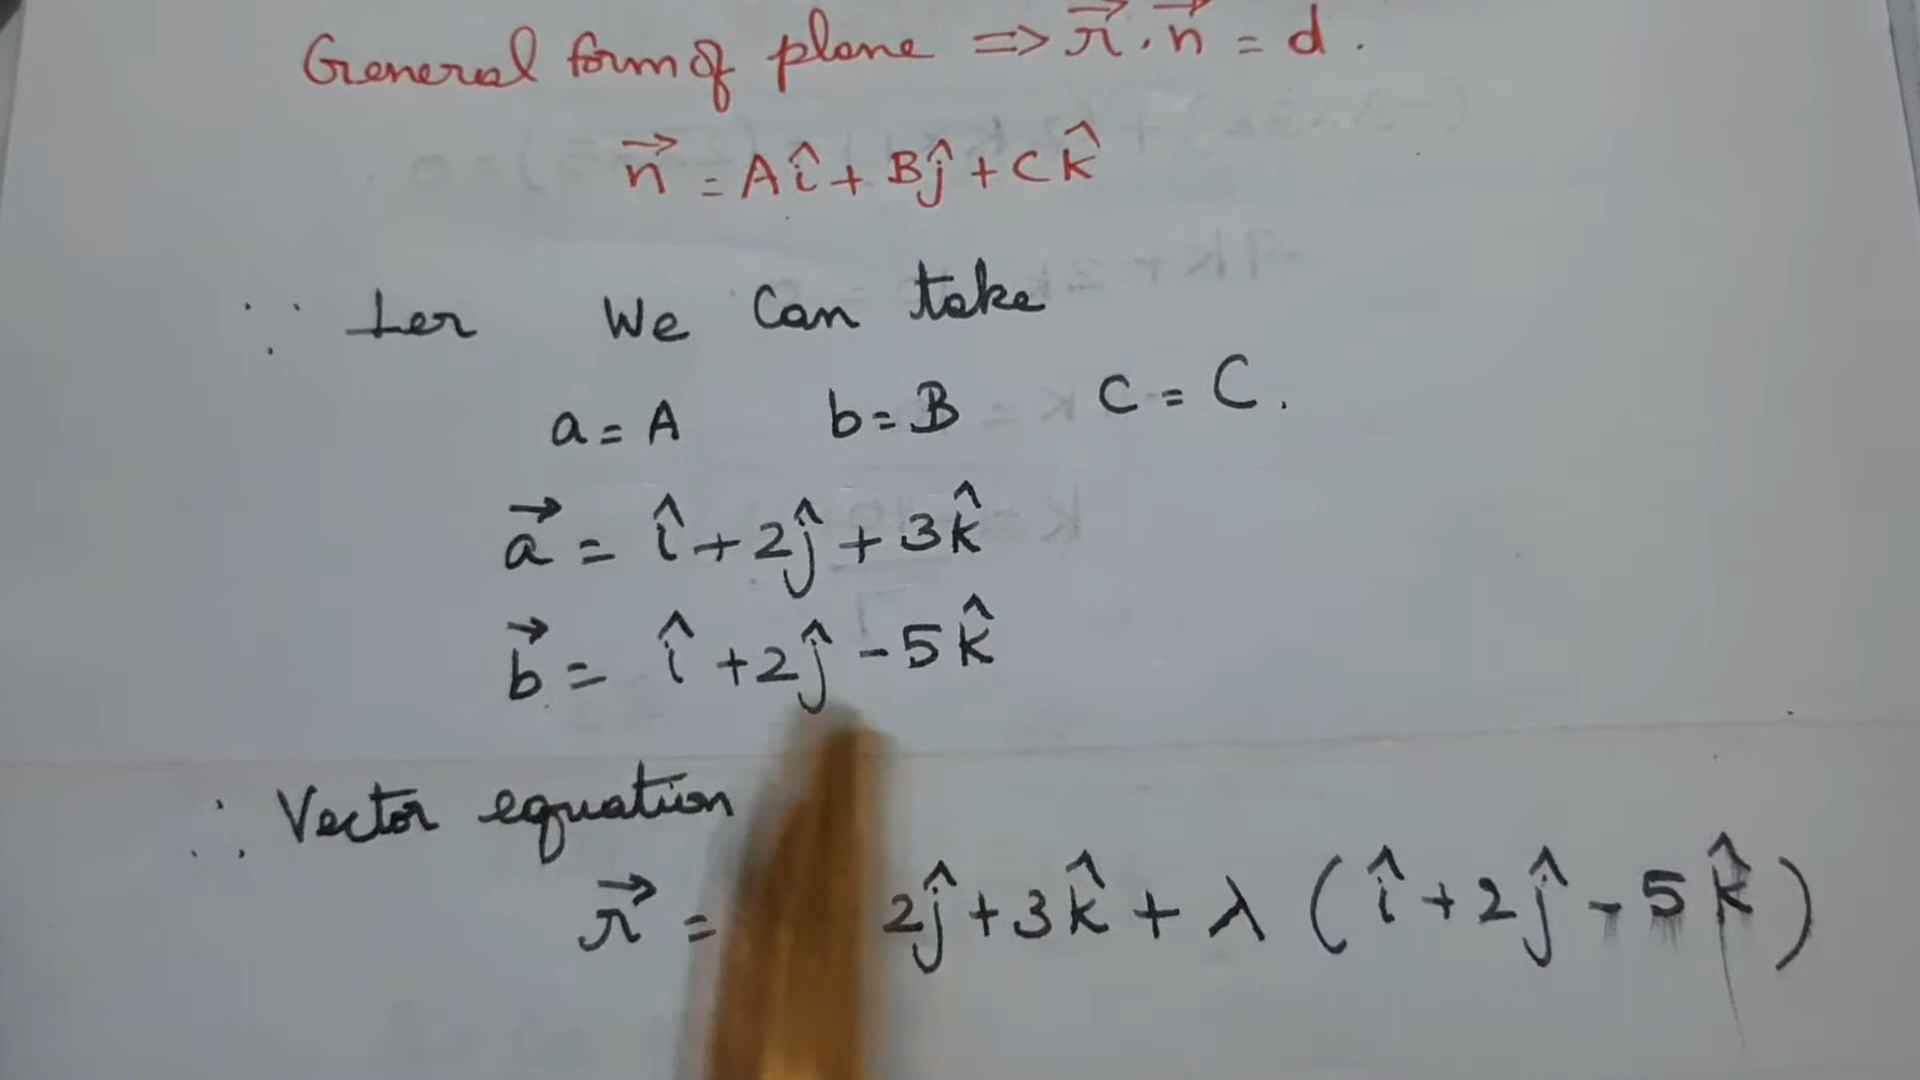 General form of plane => r⃗ . n⃗ = d .
n⃗ = Aî + Bĵ + Ck̂
∵ Ler We Can take
a = A b = B C = C .
a⃗ = î + 2ĵ + 3k̂
b⃗ = î + 2ĵ - 5k̂
∴ Vector equation
r⃗ = 2ĵ + 3k̂ + λ ( î + 2ĵ - 5k̂ )